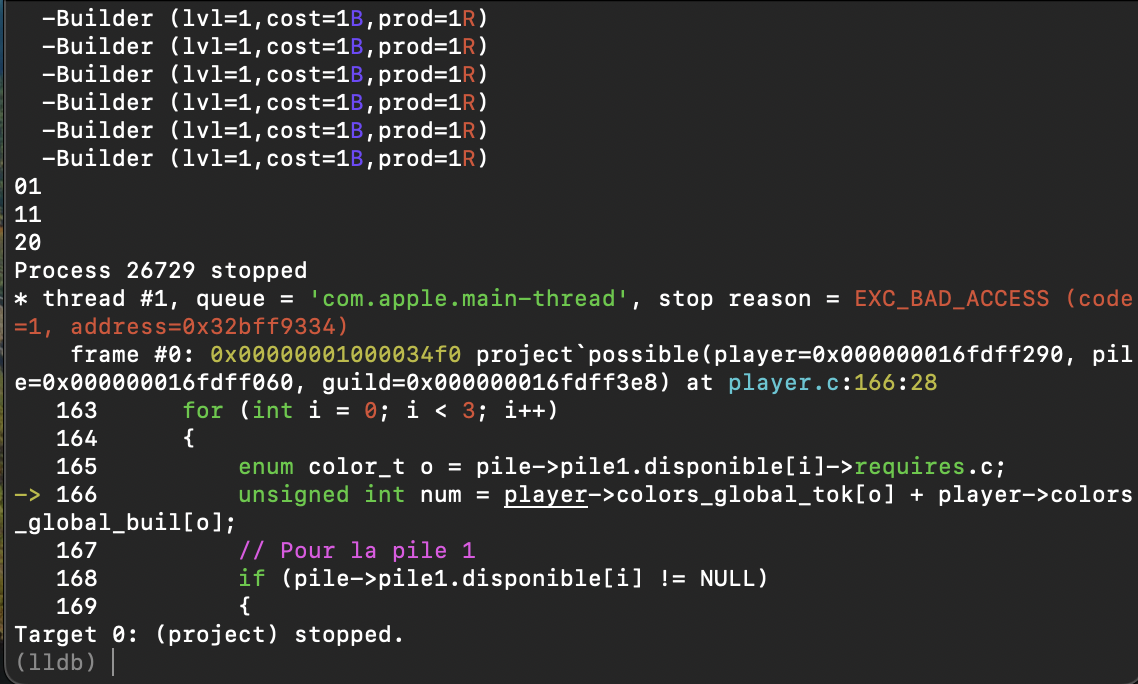 -Builder (lvl=1,cost=1B,prod=1R)
-Builder (lvl=1,cost=1B,prod=1R)
-Builder (lvl=1,cost=1B,prod=1R)
-Builder (lvl=1,cost=1B,prod=1R)
-Builder (lvl=1,cost=1B,prod=1R)
-Builder (lvl=1,cost=1B,prod=1R)
01
11
20
Process 26729 stopped
* thread #1, queue = 'com.apple.main-thread', stop reason = EXC_BAD_ACCESS (code
=1, address=0x32bff9334)
    frame #0: 0x00000001000034f0 project`possible(player=0x000000016fdff290, pil
e=0x000000016fdff060, guild=0x000000016fdff3e8) at player.c:166:28
   163      for (int i = 0; i < 3; i++)
   164      {
   165          enum color_t o = pile->pile1.disponible[i]->requires.c;
-> 166          unsigned int num = player->colors_global_tok[o] + player->colors
_global_buil[o];
   167          // Pour la pile 1
   168          if (pile->pile1.disponible[i] != NULL)
   169          {
Target 0: (project) stopped.
(lldb)